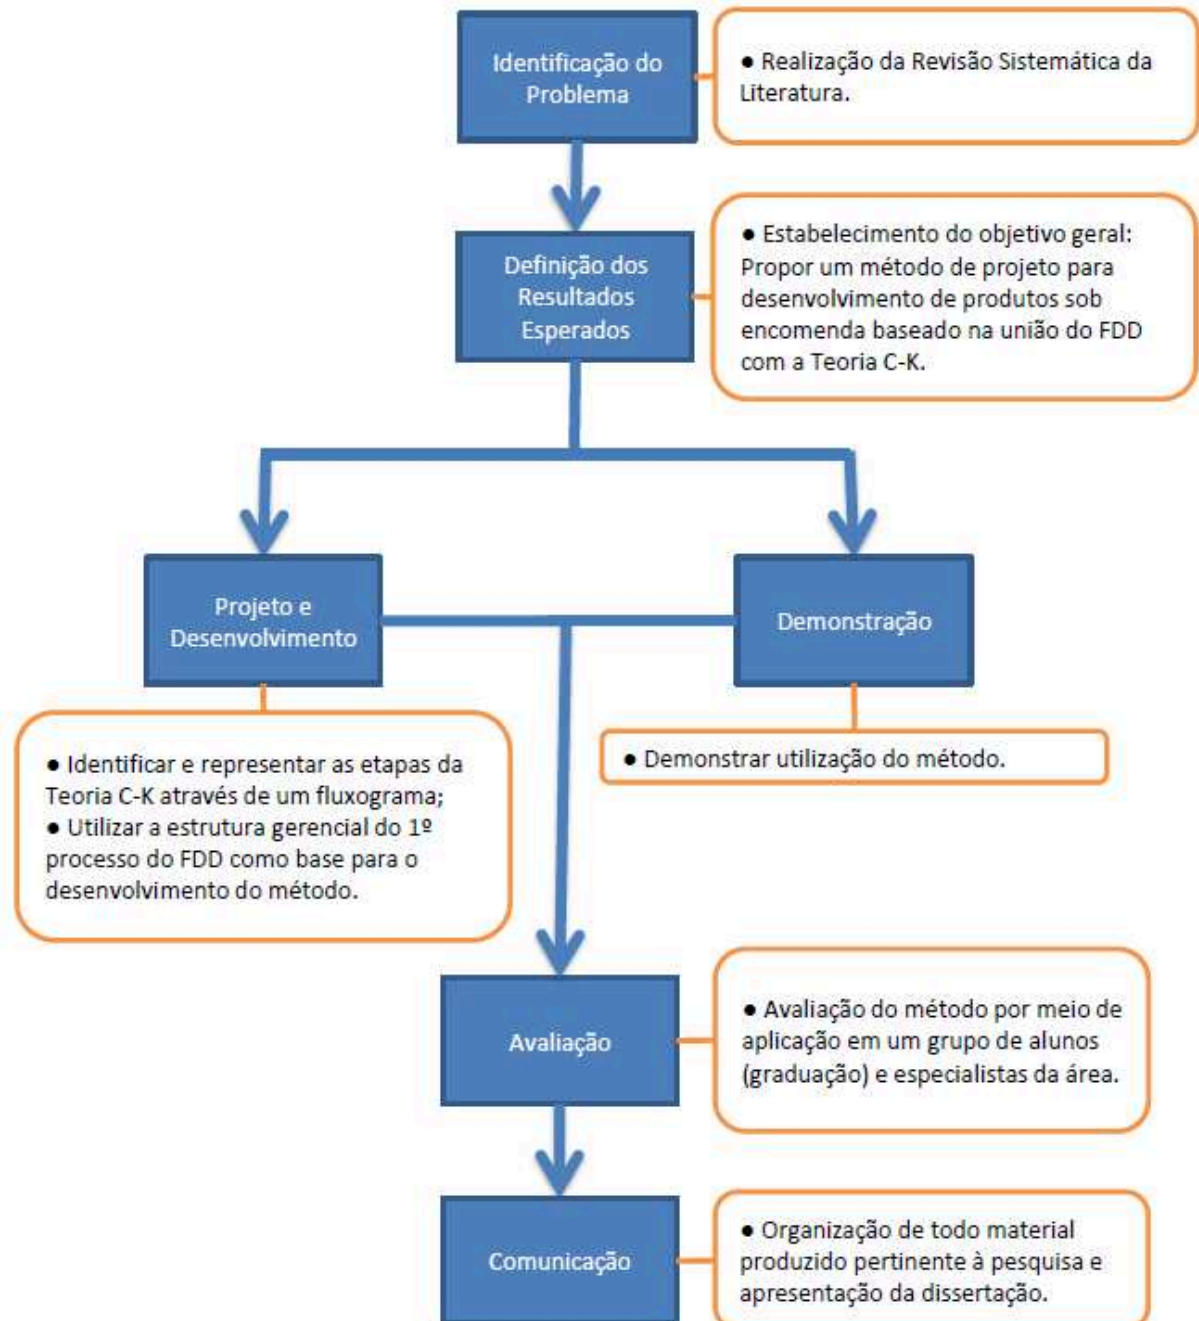 Identificação do
Problema
● Realização da Revisão Sistemática da
Literatura.
Definição dos
Resultados
Esperados
● Estabelecimento do objetivo geral:
Propor um método de projeto para
desenvolvimento de produtos sob
encomenda baseado na união do FDD
com a Teoria C-K.
Projeto e
Desenvolvimento
Demonstração
● Identificar e representar as etapas da
Teoria C-K através de um fluxograma;
● Utilizar a estrutura gerencial do 1º
processo do FDD como base para o
desenvolvimento do método.
● Demonstrar utilização do método.
Avaliação
● Avaliação do método por meio de
aplicação em um grupo de alunos
(graduação) e especialistas da área.
Comunicação
● Organização de todo material
produzido pertinente à pesquisa e
apresentação da dissertação.